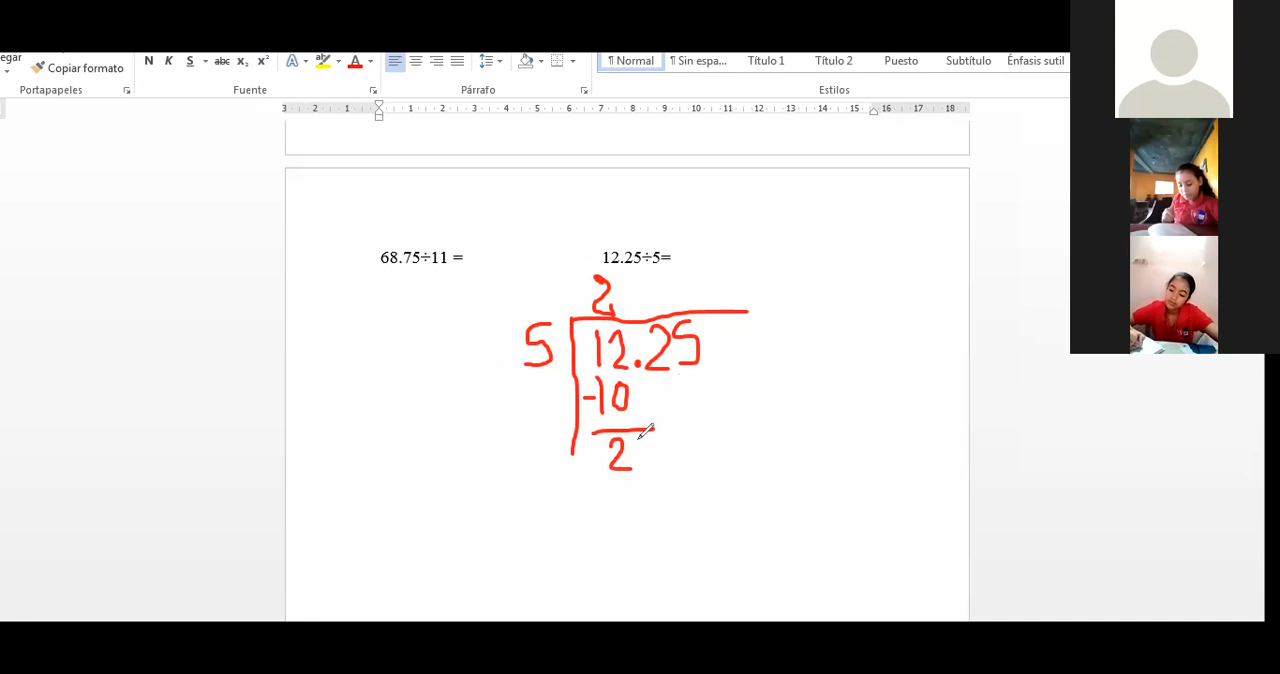 egar
Copiar formato
N K S abc x₂ x²
A aby A
¶ Normal ¶ Sin espa... Título 1 Título 2 Puesto Subtítulo Énfasis sutil
Portapapeles Fuente Párrafo Estilos
3 2 1 1 2 3 4 5 6 7 8 9 10 11 12 13 14 15 16 17 18
68.75÷11 = 12.25÷5=
2
5 12.25
-10
2